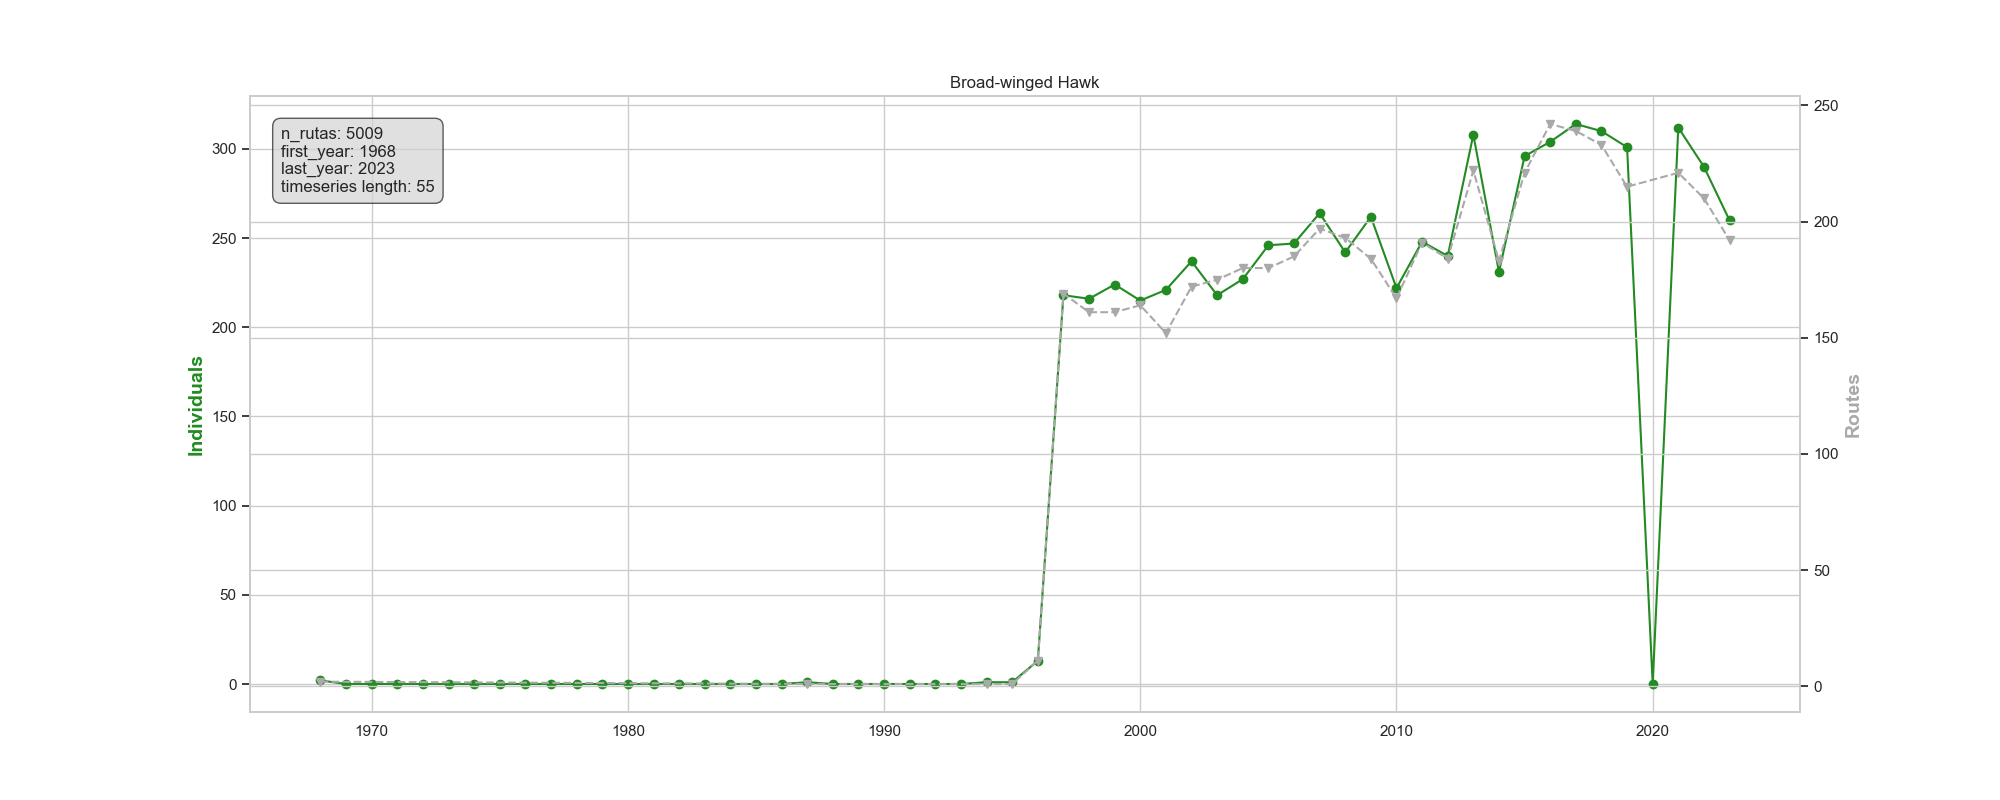 Broad-winged Hawk
n_rutas: 5009
first_year: 1968
last_year: 2023
timeseries length: 55
Individuals
300
250
200
150
100
50
0
250
200
150
100
50
0
Routes
1970
1980
1990
2000
2010
2020